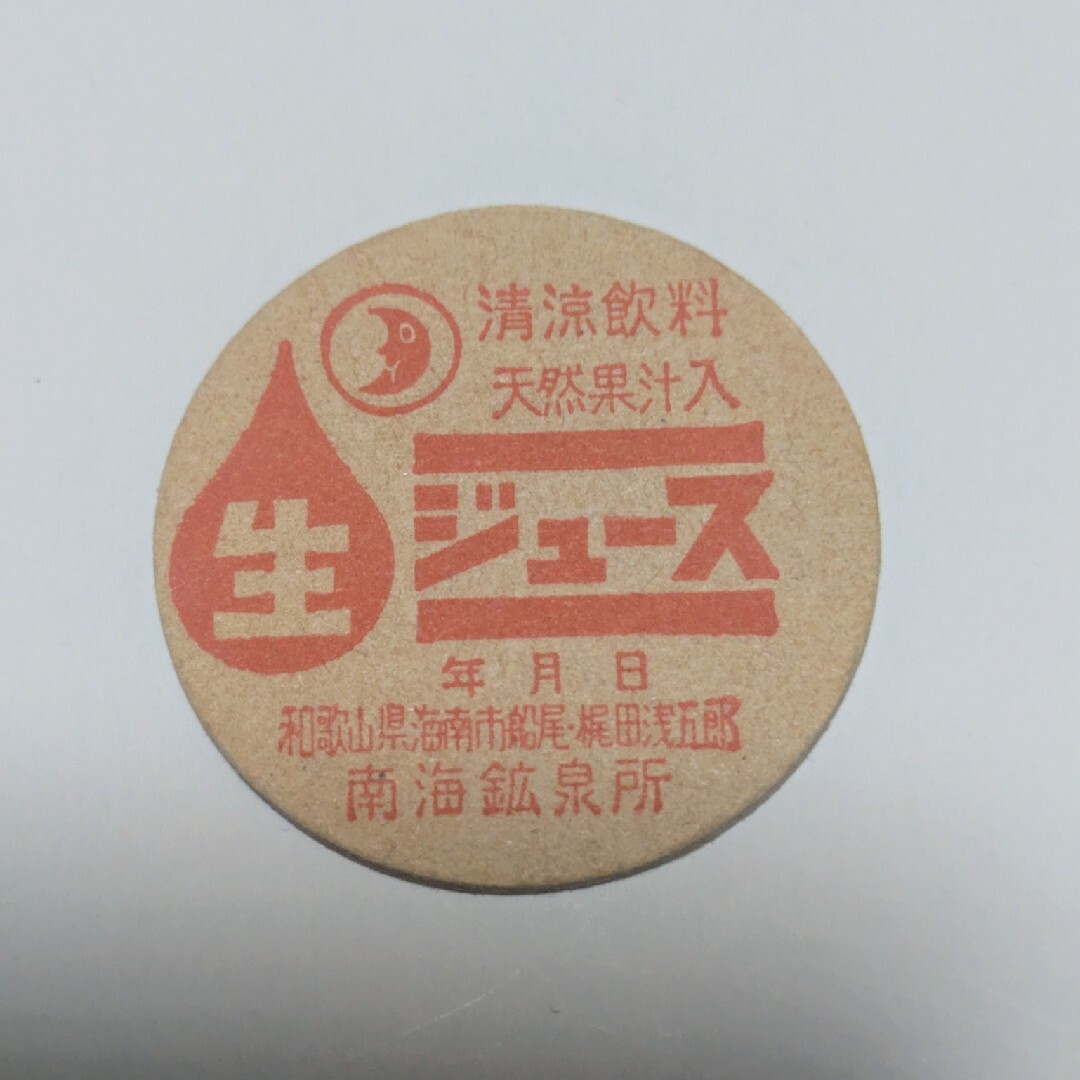 清涼飲料
天然果汁入
生
ジュース
年 月 日
和歌山県海南市船尾・梶田浅五郎
南海鉱泉所